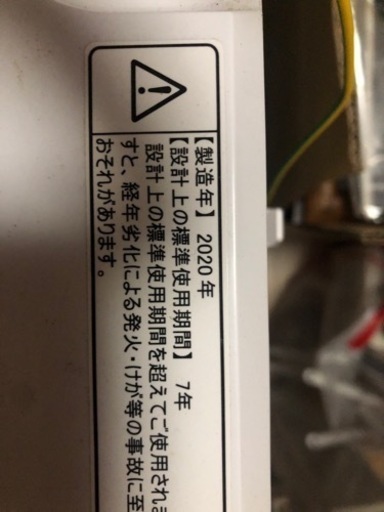 【製造年】 2020年
【設計上の標準使用期間】 7年
設計上の標準使用期間を超えてご使用されま
すと、経年劣化による発火・けが等の事故に至
おそれがあります。